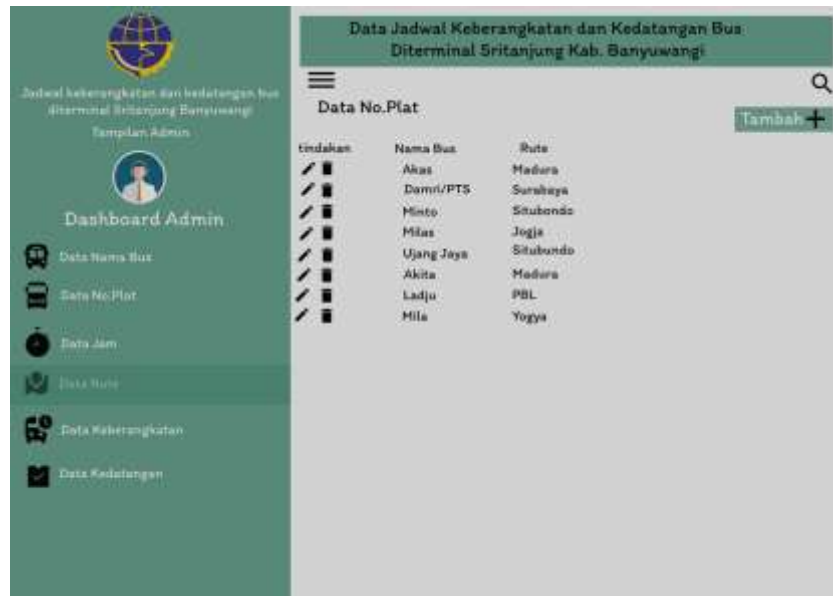 Jadwal keberangkatan dan kedatangan bus
diterminal Sritanjung Banyuwangi
Tampilan Admin
Dashboard Admin
Data Nama Bus
Data No.Plat
Data Jam
Data Rute
Data Keberangkatan
Data Kedatangan
Data Jadwal Keberangkatan dan Kedatangan Bus
Diterminal Sritanjung Kab. Banyuwangi
Data No.Plat
Tambah
tindakan Nama Bus Rute
Akas Madura
Damri/PTS Surabaya
Minto Situbondo
Milas Jogja
Ujang Jaya Situbundo
Akita Madura
Ladju PBL
Mila Yogya